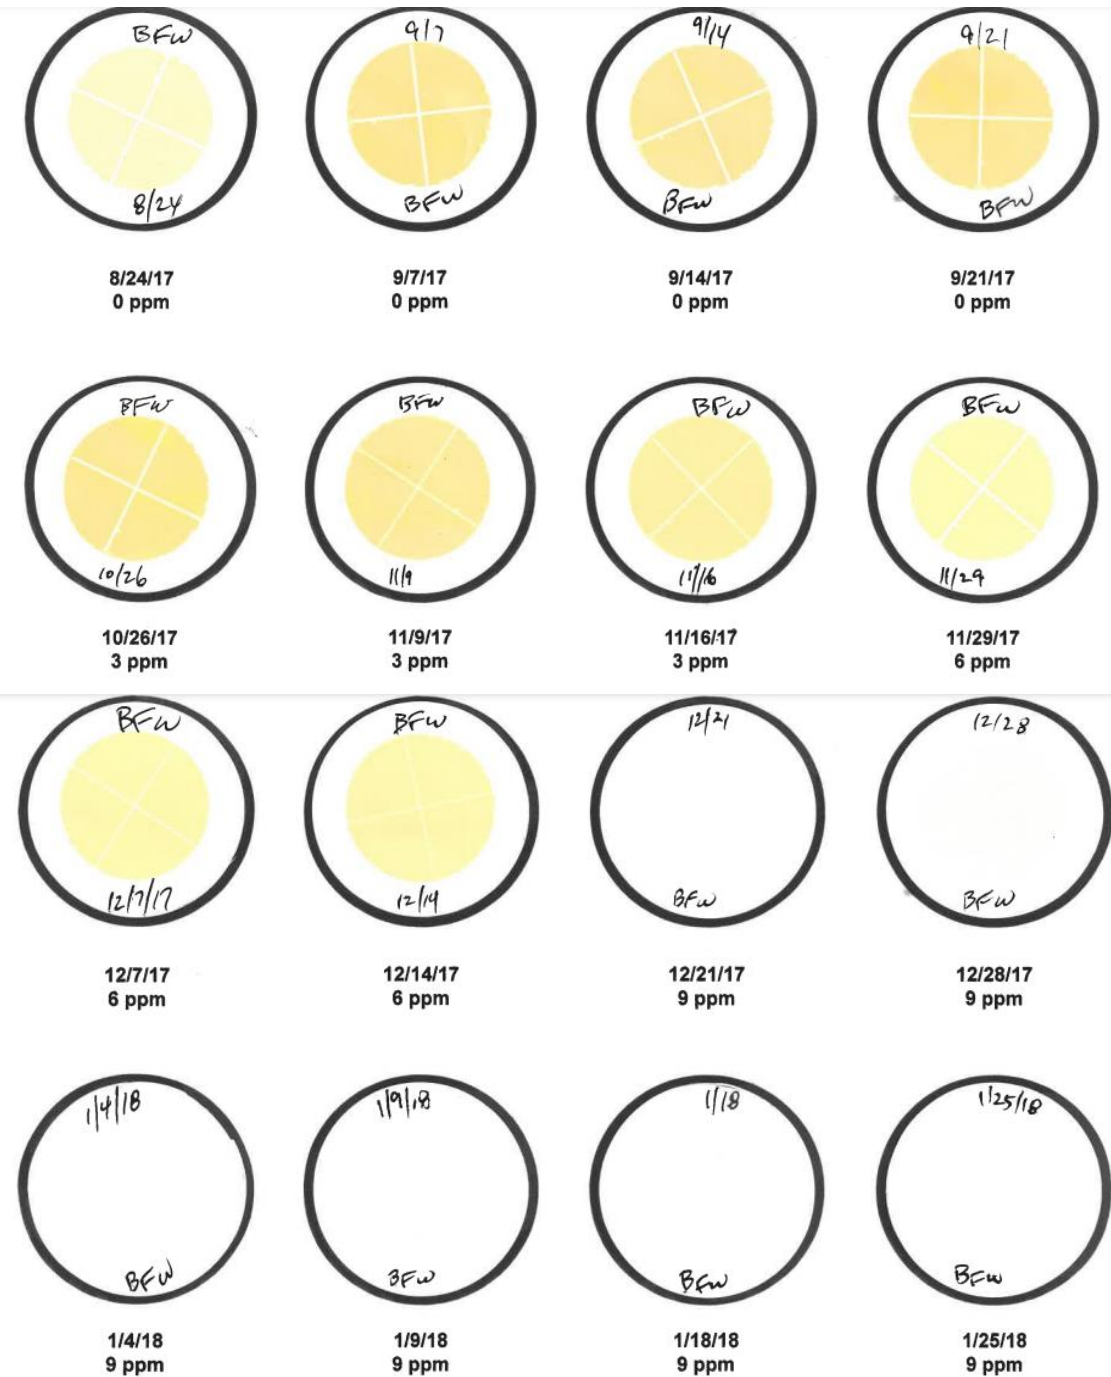 BFW
8/24
9/7
BFW
9/14
BFW
9/21
BFW
8/24/17
0 ppm
9/7/17
0 ppm
9/14/17
0 ppm
9/21/17
0 ppm
BFW
10/26
BFW
11/9
BFW
11/16
BFW
11/29
10/26/17
3 ppm
11/9/17
3 ppm
11/16/17
3 ppm
11/29/17
6 ppm
BFW
12/7/17
BFW
12/14
12/21
BFW
12/28
BFW
12/7/17
6 ppm
12/14/17
6 ppm
12/21/17
9 ppm
12/28/17
9 ppm
1/4/18
BFW
1/9/18
BFW
1/18
BFW
1/25/18
BFW
1/4/18
9 ppm
1/9/18
9 ppm
1/18/18
9 ppm
1/25/18
9 ppm